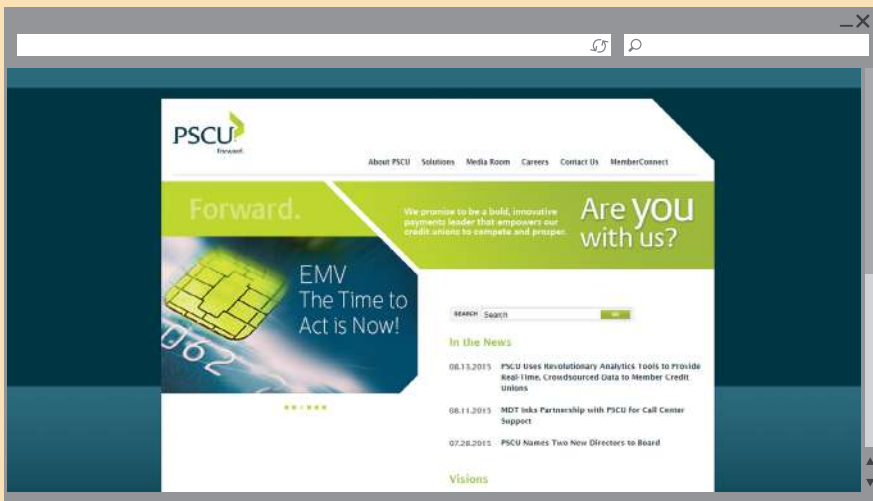 PSCU
forward.
About PSCU Solutions Media Room Careers Contact Us MemberConnect
Forward.
We promise to be a bold, innovative
payments leader that empowers our
credit unions to compete and prosper.
Are you
with us?
EMV
The Time to
Act is Now!
062
SEARCH Search
In the News
08.13.2015 PSCU Uses Revolutionary Analytics Tools to Provide
Real-Time, Crowdsourced Data to Member Credit
Unions
08.11.2015 MDT Inks Partnership with PSCU for Call Center
Support
07.28.2015 PSCU Names Two New Directors to Board
Visions